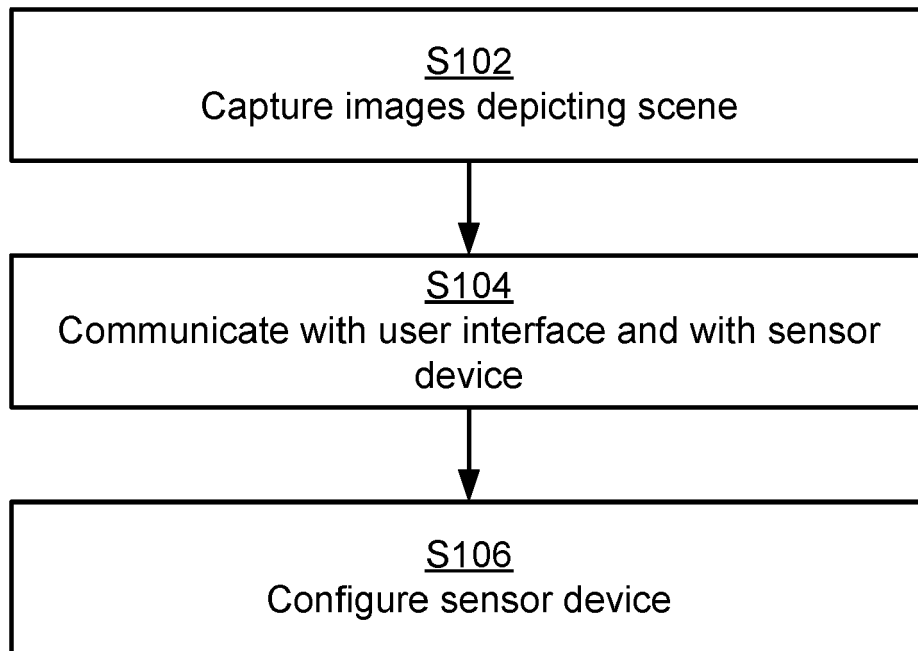 S102
Capture images depicting scene
S104
Communicate with user interface and with sensor
device
S106
Configure sensor device